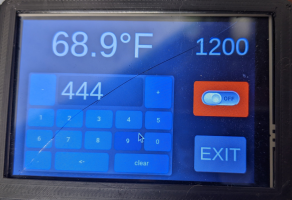 68.9°F 1200
- 444 +
OFF
1 2 3 4 5
6 7 8 9 0
← clear
EXIT